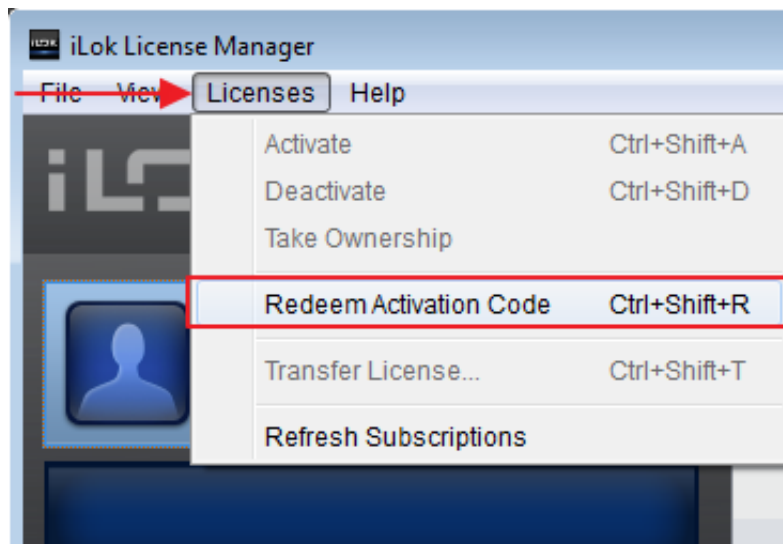 iLok License Manager
File View Licenses Help
Activate Ctrl+Shift+A
Deactivate Ctrl+Shift+D
Take Ownership
Redeem Activation Code Ctrl+Shift+R
Transfer License... Ctrl+Shift+T
Refresh Subscriptions